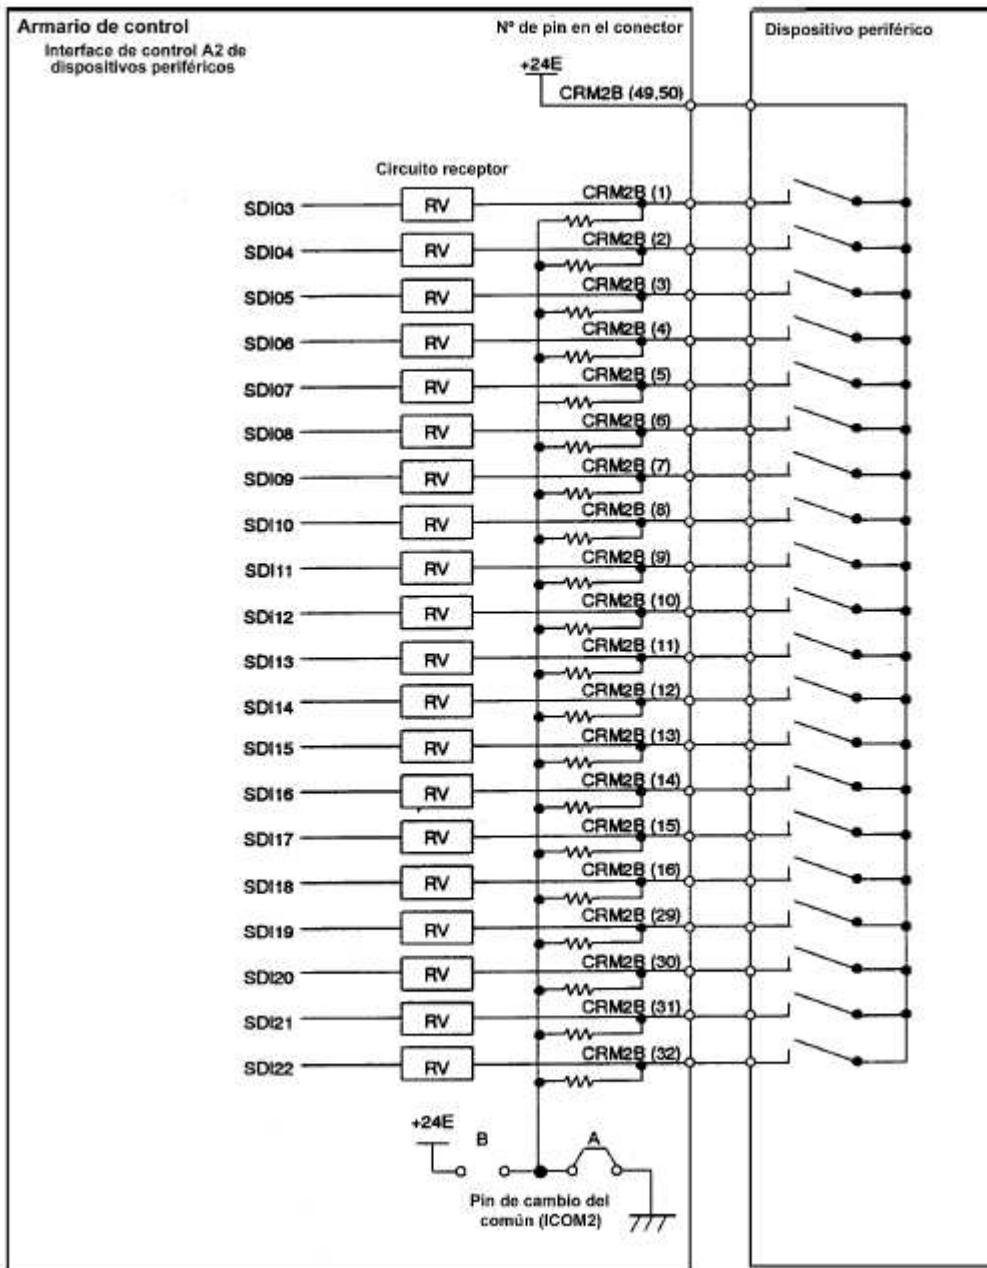 Armario de control
Interface de control A2 de
dispositivos periféricos
Nº de pin en el conector
Dispositivo periférico
+24E
CRM2B (49,50)
Circuito receptor
SDI03 RV CRM2B (1)
SDI04 RV CRM2B (2)
SDI05 RV CRM2B (3)
SDI06 RV CRM2B (4)
SDI07 RV CRM2B (5)
SDI08 RV CRM2B (6)
SDI09 RV CRM2B (7)
SDI10 RV CRM2B (8)
SDI11 RV CRM2B (9)
SDI12 RV CRM2B (10)
SDI13 RV CRM2B (11)
SDI14 RV CRM2B (12)
SDI15 RV CRM2B (13)
SDI16 RV CRM2B (14)
SDI17 RV CRM2B (15)
SDI18 RV CRM2B (16)
SDI19 RV CRM2B (29)
SDI20 RV CRM2B (30)
SDI21 RV CRM2B (31)
SDI22 RV CRM2B (32)
+24E
B A
Pin de cambio del
común (ICOM2)